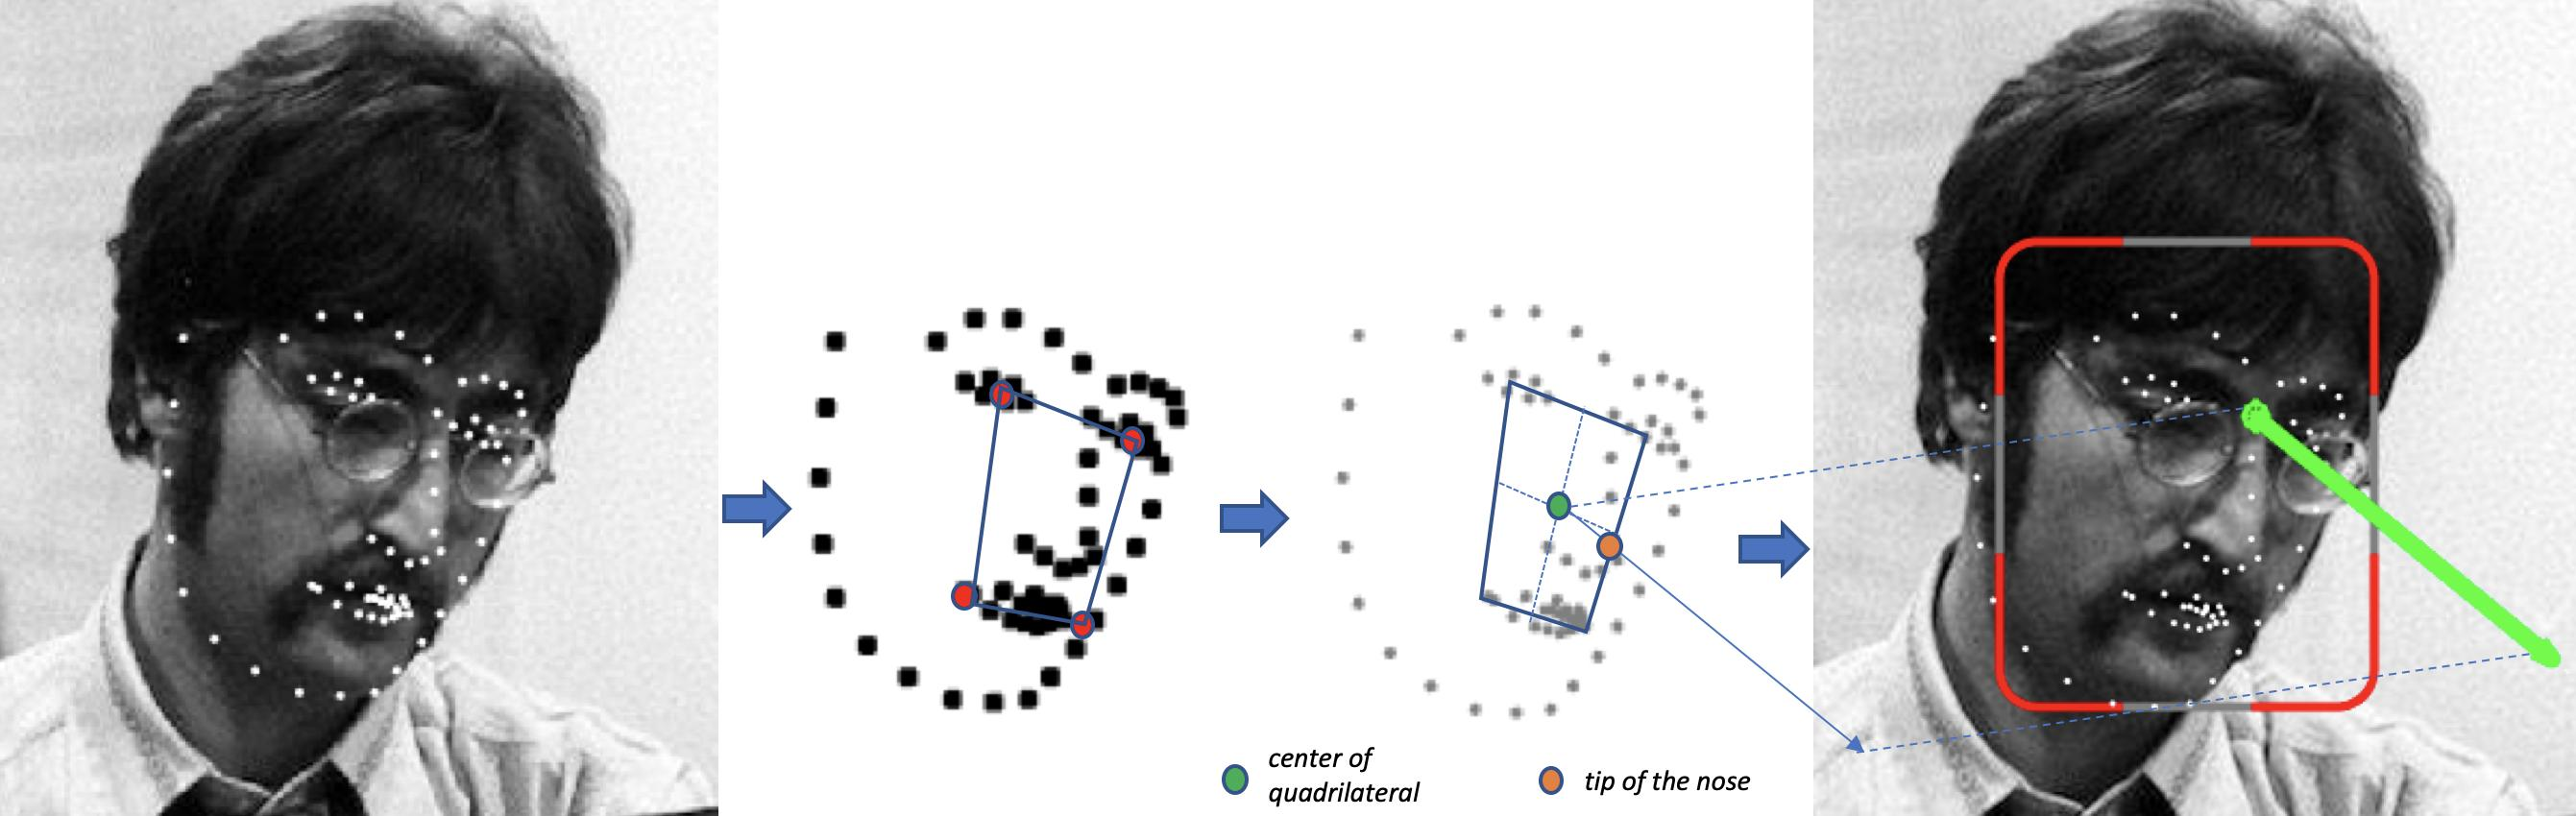 center of
quadrilateral
tip of the nose